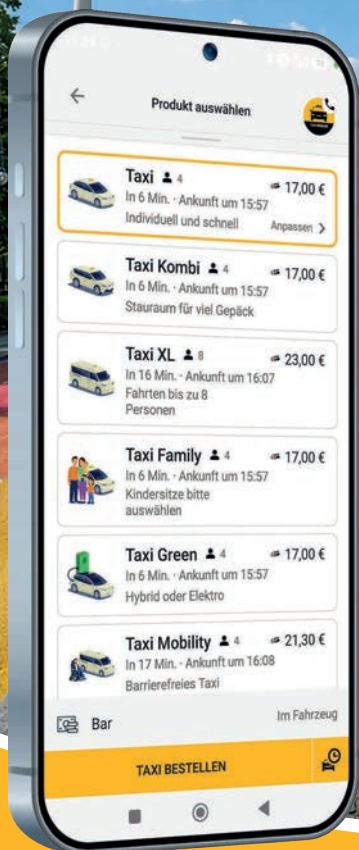 Produkt auswählen
Taxi 4 17,00 €
In 6 Min. · Ankunft um 15:57
Individuell und schnell Anpassen
Taxi Kombi 4 17,00 €
In 6 Min. · Ankunft um 15:57
Stauraum für viel Gepäck
Taxi XL 8 23,00 €
In 16 Min. · Ankunft um 16:07
Fahrten bis zu 8
Personen
Taxi Family 4 17,00 €
In 6 Min. · Ankunft um 15:57
Kindersitze bitte
auswählen
Taxi Green 4 17,00 €
In 6 Min. · Ankunft um 15:57
Hybrid oder Elektro
Taxi Mobility 4 21,30 €
In 17 Min. · Ankunft um 16:08
Barrierefreies Taxi
Bar Im Fahrzeug
TAXI BESTELLEN